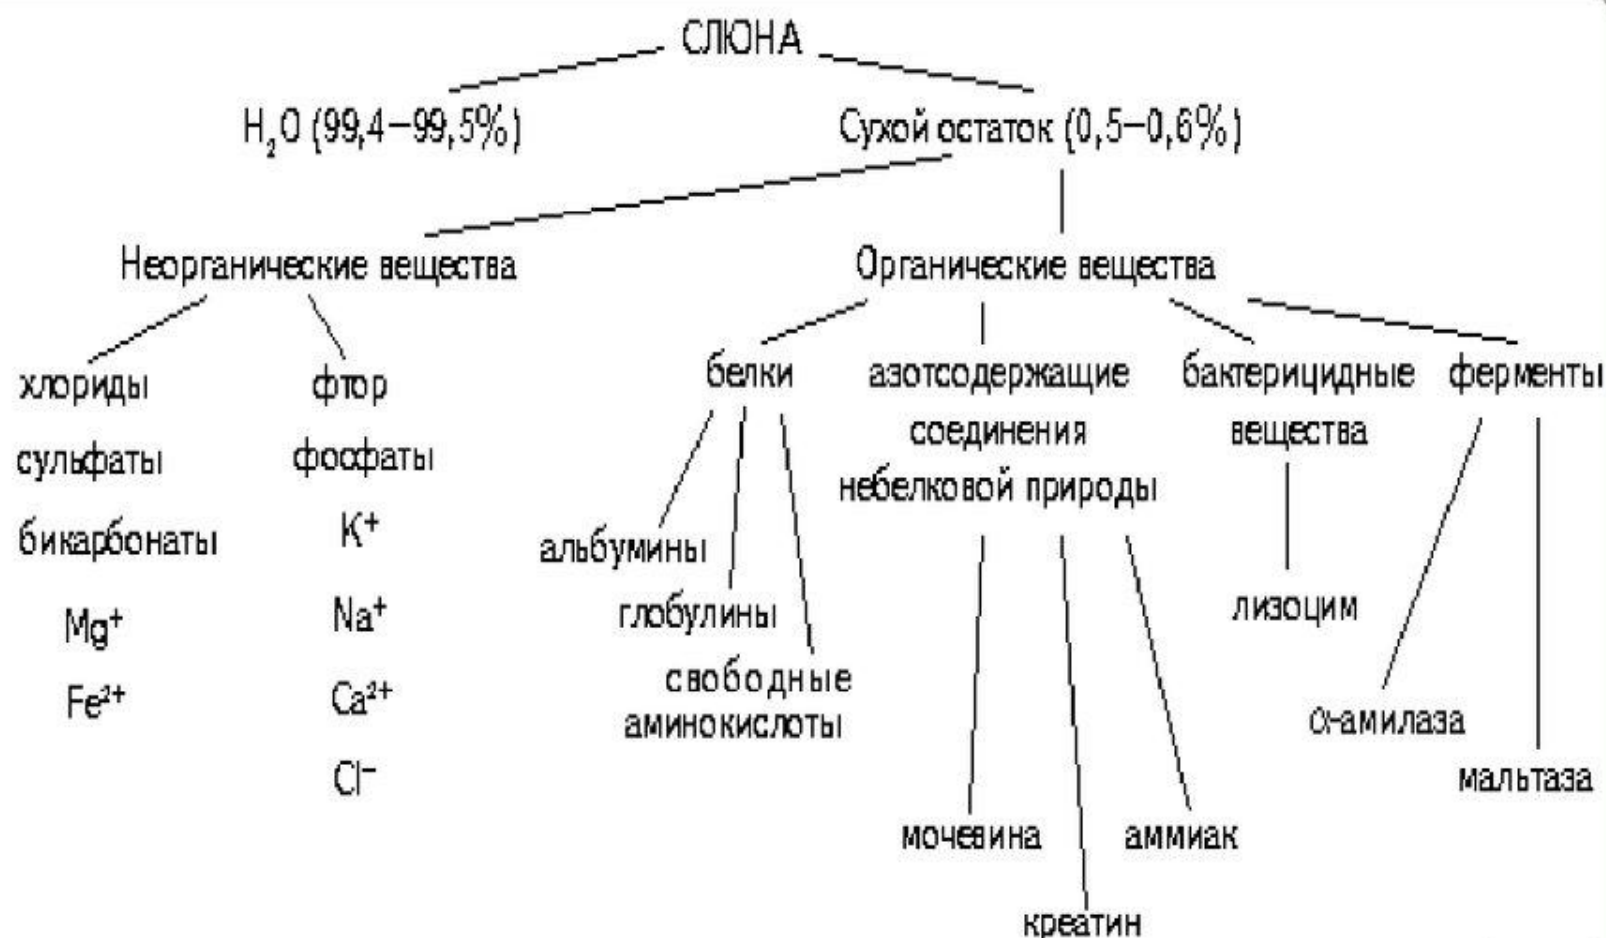 СЛЮНА
H₂O (99,4–99,5%)
Сухой остаток (0,5–0,6%)
Неорганические вещества
Органические вещества
хлориды
сульфаты
бикарбонаты
Mg⁺
Fe²⁺
фтор
фосфаты
K⁺
Na⁺
Ca²⁺
Cl⁻
белки
альбумины
глобулины
свободные
аминокислоты
азотсодержащие
соединения
небелковой природы
мочевина
креатин
аммиак
бактерицидные
вещества
лизоцим
ферменты
α-амилаза
мальтаза